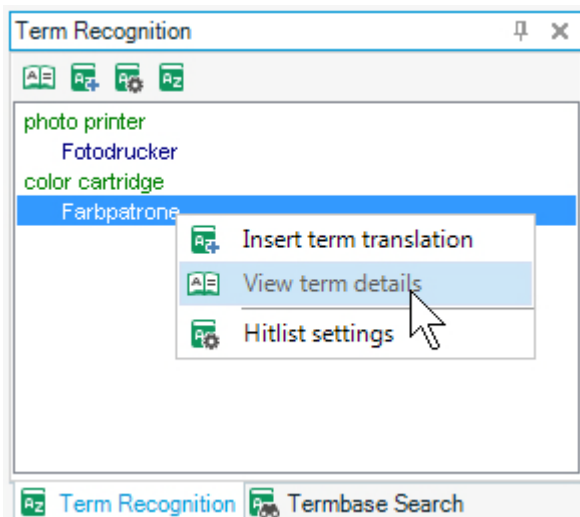 Term Recognition
photo printer
Fotodrucker
color cartridge
Farbpatrone
Insert term translation
View term details
Hitlist settings
Term Recognition Termbase Search